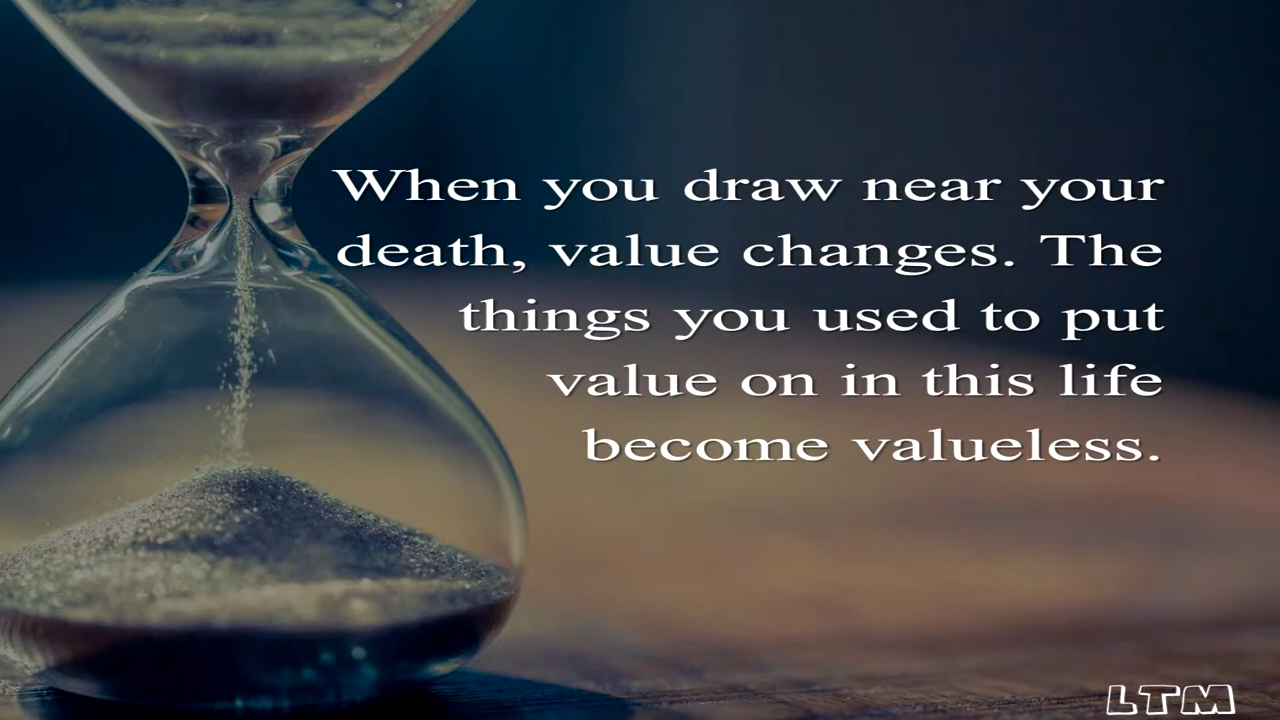 When you draw near your
death, value changes. The
things you used to put
value on in this life
become valueless.
LTM